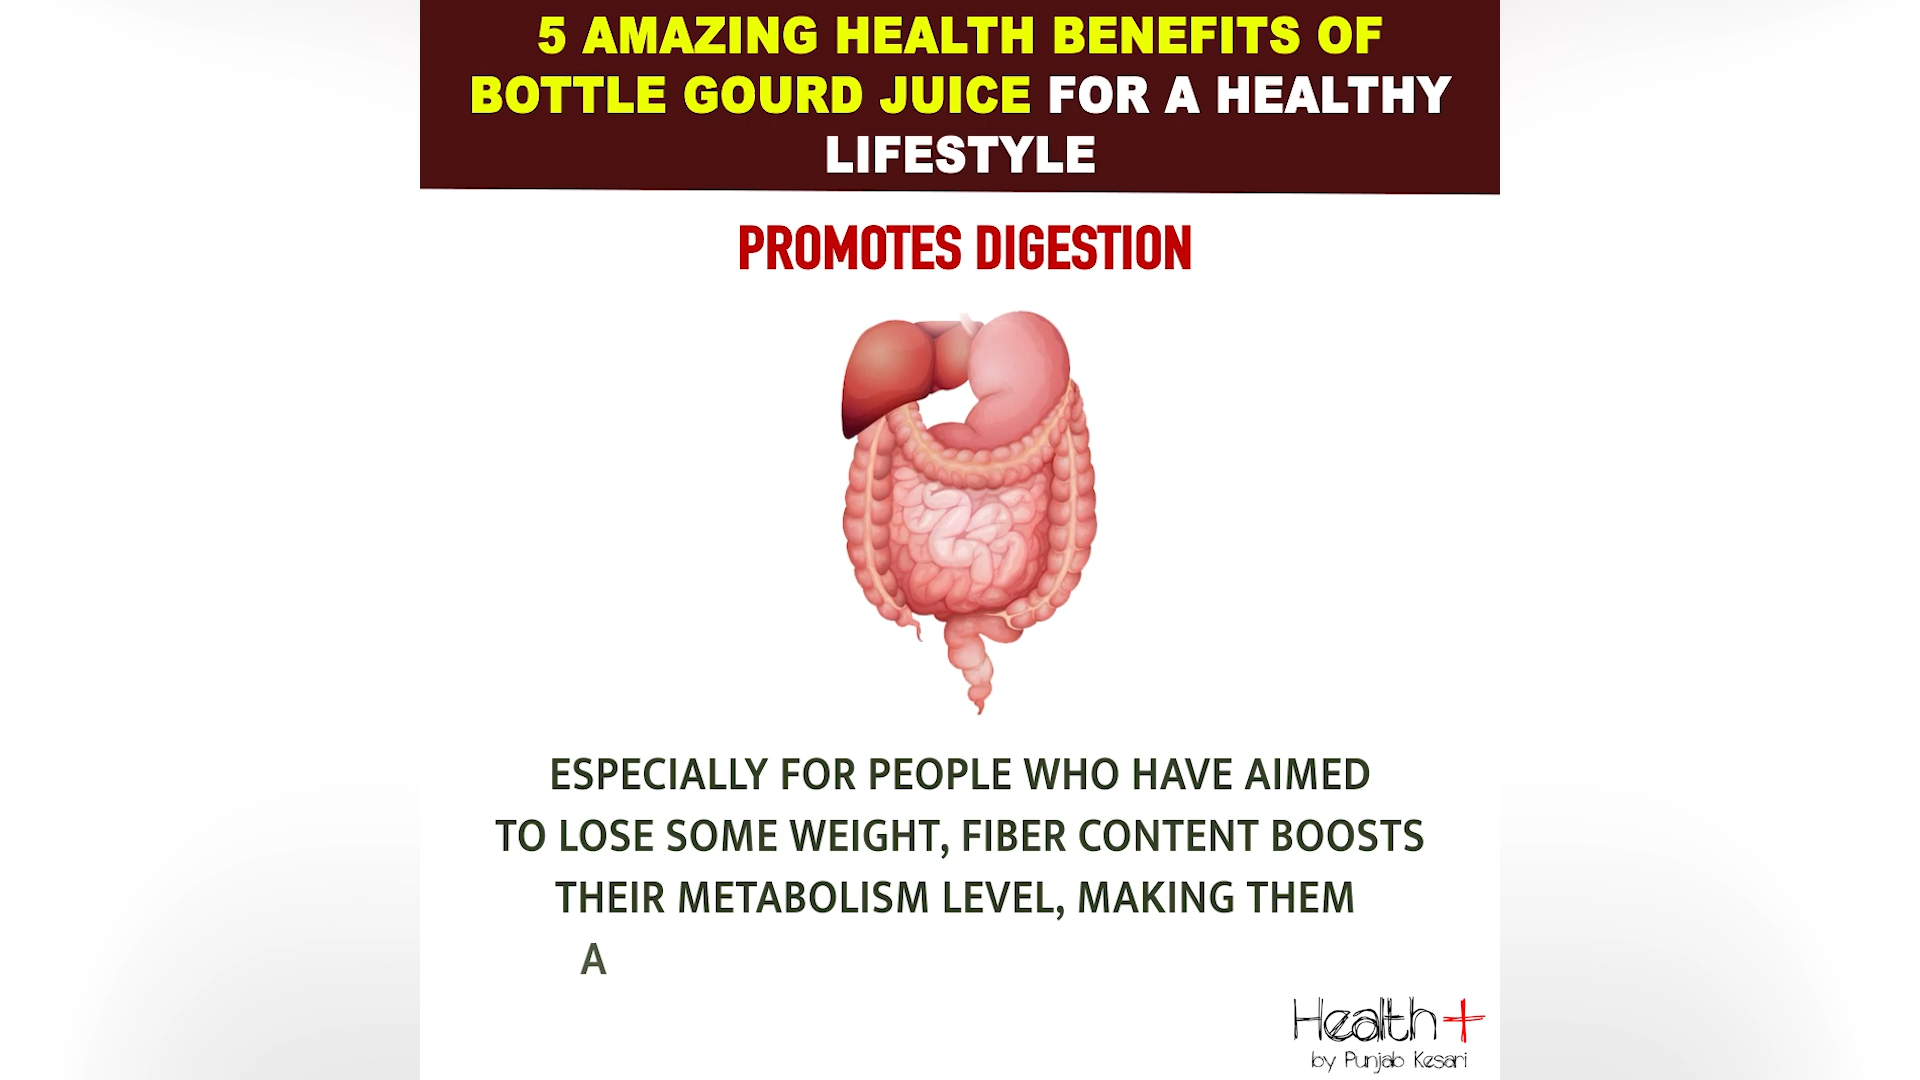 5 AMAZING HEALTH BENEFITS OF
BOTTLE GOURD JUICE FOR A HEALTHY
LIFESTYLE
PROMOTES DIGESTION
ESPECIALLY FOR PEOPLE WHO HAVE AIMED
TO LOSE SOME WEIGHT, FIBER CONTENT BOOSTS
THEIR METABOLISM LEVEL, MAKING THEM
A
Health+
by Punjab Kesari